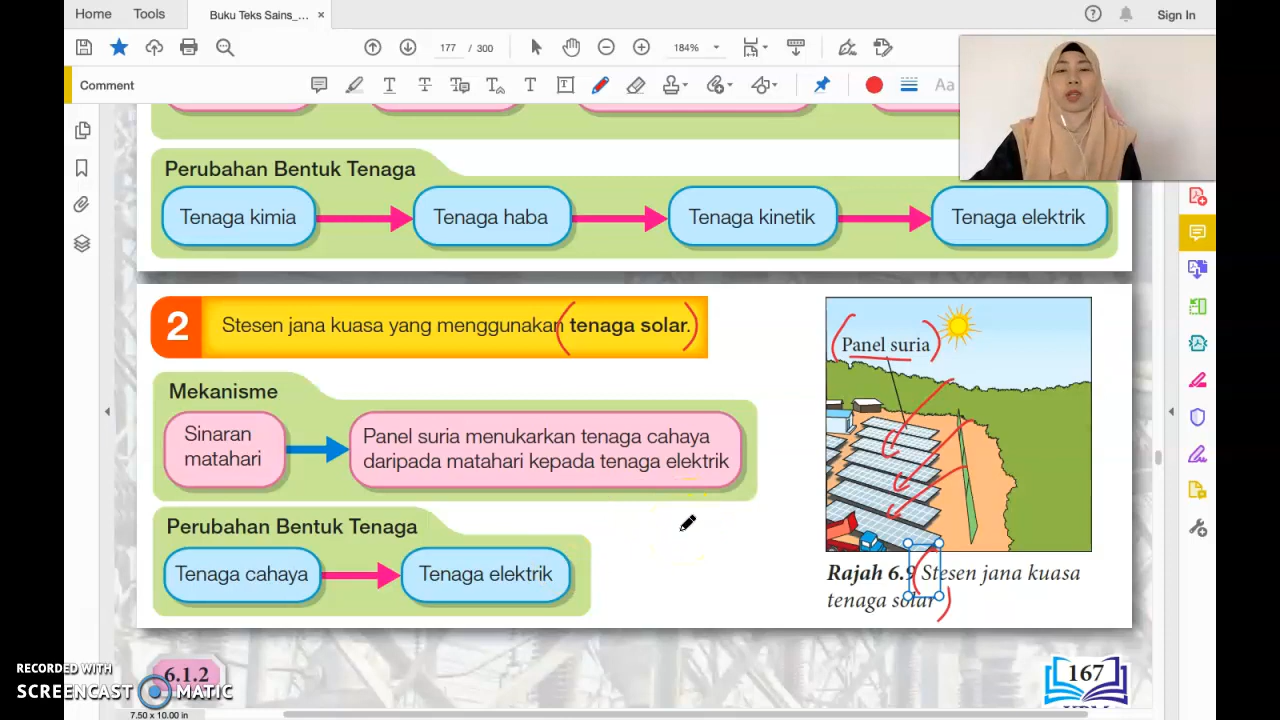 Home
Tools
Buku Teks Sains_...
×
Sign In
177 / 300
184%
Comment
Aa
Perubahan Bentuk Tenaga
Tenaga kimia
Tenaga haba
Tenaga kinetik
Tenaga elektrik
2
Stesen jana kuasa yang menggunakan tenaga solar.
Mekanisme
Sinaran
matahari
Panel suria menukarkan tenaga cahaya
daripada matahari kepada tenaga elektrik
Perubahan Bentuk Tenaga
Tenaga cahaya
Tenaga elektrik
Panel suria
Rajah 6.9 Stesen jana kuasa
tenaga solar
6.1.2
167
RECORDED WITH
SCREENCAST MATIC
7.50 x 10.00 in